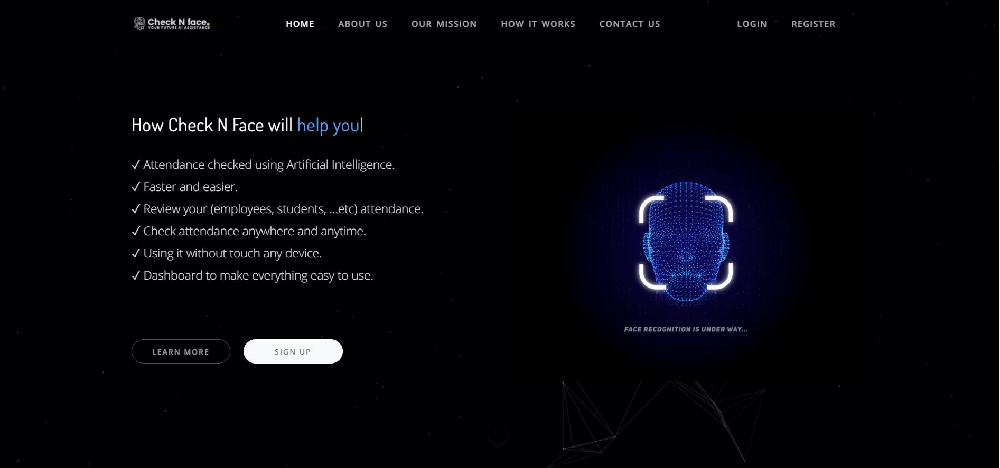 Check N face.
YOUR FUTURE AI ASSISTANCE
HOME
ABOUT US
OUR MISSION
HOW IT WORKS
CONTACT US
LOGIN
REGISTER
How Check N Face will help you|
✓ Attendance checked using Artificial Intelligence.
✓ Faster and easier.
✓ Review your (employees, students, ...etc) attendance.
✓ Check attendance anywhere and anytime.
✓ Using it without touch any device.
✓ Dashboard to make everything easy to use.
LEARN MORE
SIGN UP
FACE RECOGNITION IS UNDER WAY...